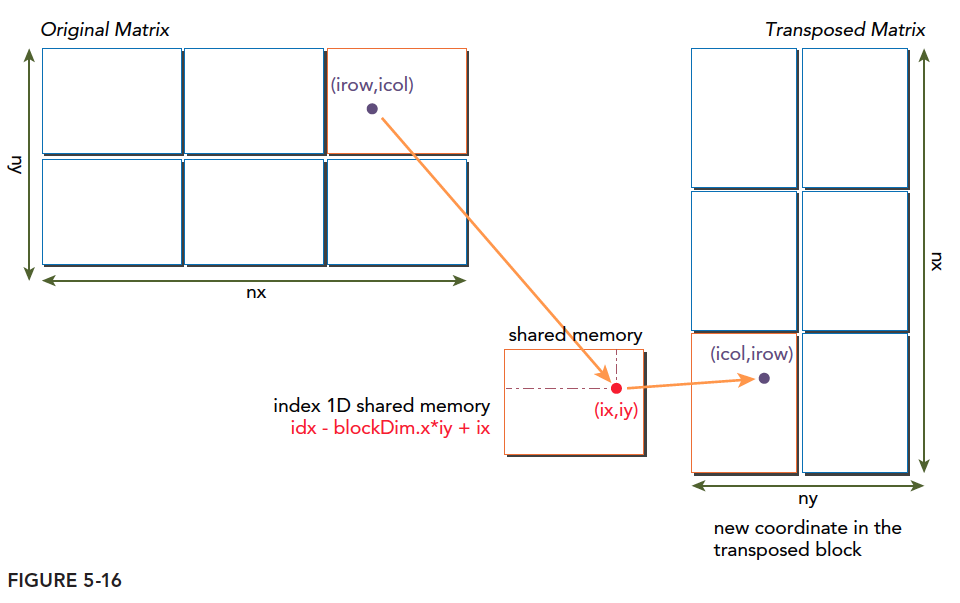 Original Matrix
Transposed Matrix
(irow,icol)
ny
nx
nx
shared memory
(icol,irow)
index 1D shared memory
(ix,iy)
idx - blockDim.x*iy + ix
ny
new coordinate in the
transposed block
FIGURE 5-16